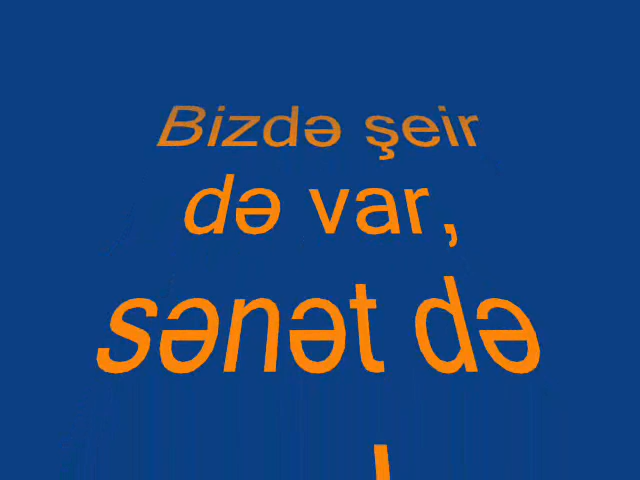 Bizdə şeir
də var,
sənət də